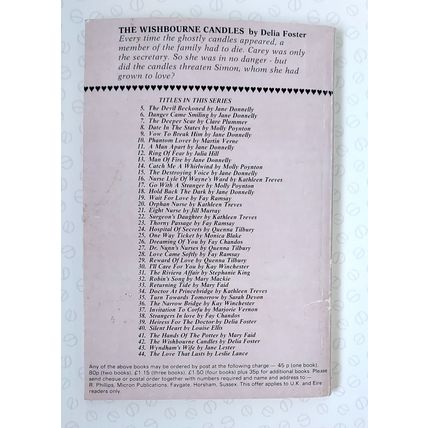 THE WISHBOURNE CANDLES by Delia Foster
Every time the ghostly candles appeared, a
member of the family had to die. Carey was only
the secretary. So she was in no danger - but
did the candles threaten Simon, whom she had
grown to love?
TITLES IN THIS SERIES
5. The Devil Beckoned by Jane Donnelly
6. Danger Came Smiling by Jane Donnelly
7. The Deeper Scar by Clare Plummer
8. Date In The States by Molly Poynton
9. Vow To Break Him by Jane Donnelly
10. Phantom Lover by Martin Verne
11. A Man Apart by Jane Donnelly
12. Ring Of Fear by Julia Hill
13. Man Of Fire by Jane Donnelly
14. Catch Me A Whirlwind by Molly Poynton
15. The Destroying Voice by Jane Donnelly
16. Nurse Lyle Of Wayne's Ward by Kathleen Treves
17. Go With A Stranger by Molly Poynton
18. Hold Back The Dark by Jane Donnelly
19. Wait For Love by Fay Ramsay
20. Orphan Nurse by Kathleen Treves
21. Eight Nurse by Jill Murray
22. Surgeon's Daughter by Kathleen Treves
23. Thorny Passage by Fay Ramsay
24. Hospital Of Secrets by Quenna Tilbury
25. One Way Ticket by Monica Blake
26. Dreaming Of You by Fay Chandos
27. Dr. Nunn's Nurses by Quenna Tilbury
28. Love Came Softly by Fay Ramsay
29. Reward Of Love by Quenna Tilbury
30. I'll Care For You by Kay Winchester
31. The Riviera Affair by Stephanie King
32. Robin's Song by Mary Mackie
33. Returning Tide by Mary Faid
34. Doctor At Princebridge by Kathleen Treves
35. Turn Towards Tomorrow by Sarah Devon
36. The Narrow Bridge by Kay Winchester
37. Invitation To Corfu by Marjorie Vernon
38. Strangers In love by Fay Chandos
39. Heiress For The Doctor by Delia Foster
40. Silent Heart by Louise Ellis
41. The Hands Of The Potter by Mary Faid
42. The Wishbourne Candles by Delia Foster
43. Wyndham's Wife by Jane Lester
44. The Love That Lasts by Leslie Lance
Any of the above books may be ordered by post at the following charge:— 45 p (one book),
80p (two books), £1·15 (three books), £1·50 (four books) plus 35p for additional books. Please
send cheque or postal order together with numbers required and name and address to —
R. Phillips, Micron Publications, Faygate, Horsham, Sussex. This offer applies to U.K. and Eire
readers only.